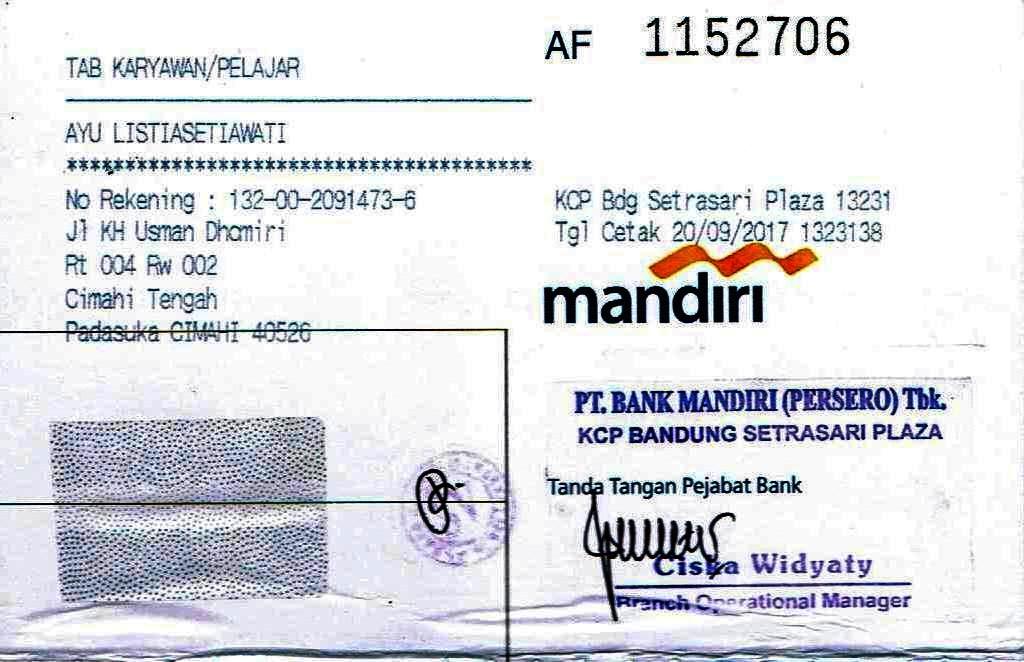 AF 1152706
TAB KARYAWAN/PELAJAR
AYU LISTIASETIAWATI
****************************************
No Rekening : 132-00-2091473-6
Jl KH Usman Dhamiri
Rt 004 Rw 002
Cimahi Tengah
Padasuka CIMAHI 40526
KCP Bdg Setrasari Plaza 13231
Tgl Cetak 20/09/2017 1323138
mandiri
PT. BANK MANDIRI (PERSERO) Tbk.
KCP BANDUNG SETRASARI PLAZA
Tanda Tangan Pejabat Bank
Ciska Widyaty
Branch Operational Manager